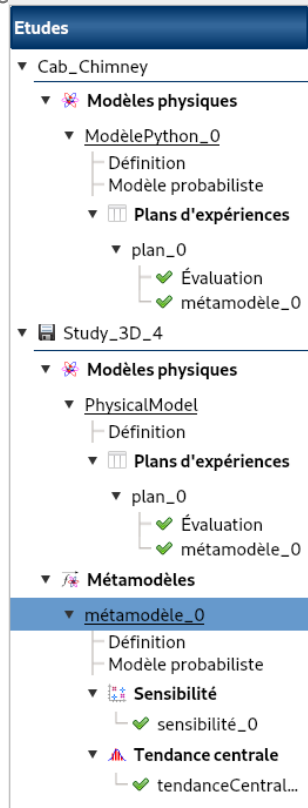 Etudes
Cab_Chimney
Modèles physiques
ModèlePython_0
Définition
Modèle probabiliste
Plans d'expériences
plan_0
Évaluation
métamodèle_0
Study_3D_4
Modèles physiques
PhysicalModel
Définition
Plans d'expériences
plan_0
Évaluation
métamodèle_0
Métamodèles
métamodèle_0
Définition
Modèle probabiliste
Sensibilité
sensibilité_0
Tendance centrale
tendanceCentral...